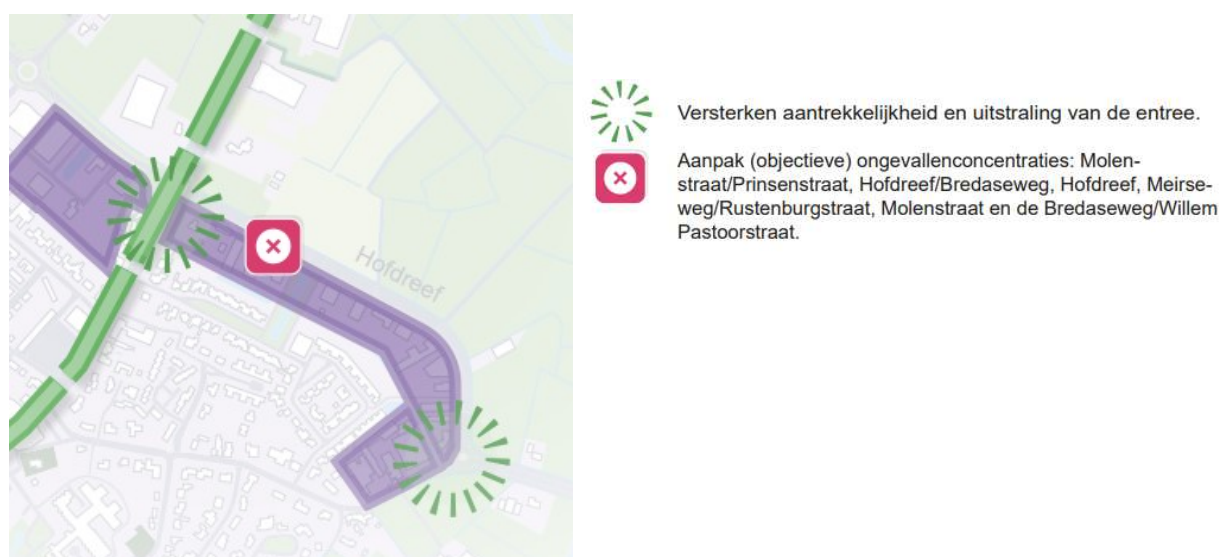 Hofdreef
Versterken aantrekkelijkheid en uitstraling van de entree.
Aanpak (objectieve) ongevallenconcentraties: Molen-
straat/Prinsenstraat, Hofdreef/Bredaseweg, Hofdreef, Meirse-
weg/Rustenburgstraat, Molenstraat en de Bredaseweg/Willem
Pastoorstraat.